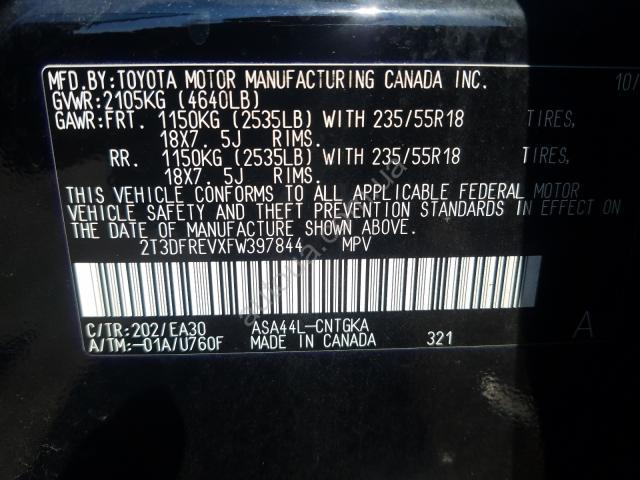 MFD.BY:TOYOTA MOTOR MANUFACTURING CANADA INC. 10/
GVWR:2105KG (4640LB)
GAWR:FRT. 1150KG (2535LB) WITH 235/55R18 TIRES,
18X7. 5J RIMS.
RR. 1150KG (2535LB) WITH 235/55R18 TIRES,
18X7. 5J RIMS.
THIS VEHICLE CONFORMS TO ALL APPLICABLE FEDERAL MOTOR
VEHICLE SAFETY AND THEFT PREVENTION STANDARDS IN EFFECT ON
THE DATE OF MANUFACTURE SHOWN ABOVE.
2T3DFREVXFW397844 MPV
C/TR:202/EA30 ASA44L-CNTGKA
A/TM:-01A/U760F MADE IN CANADA 321
A